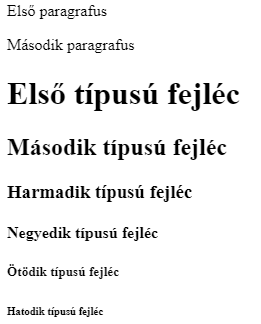 Első paragrafus
Második paragrafus
Első típusú fejléc
Második típusú fejléc
Harmadik típusú fejléc
Negyedik típusú fejléc
Ötödik típusú fejléc
Hatodik típusú fejléc